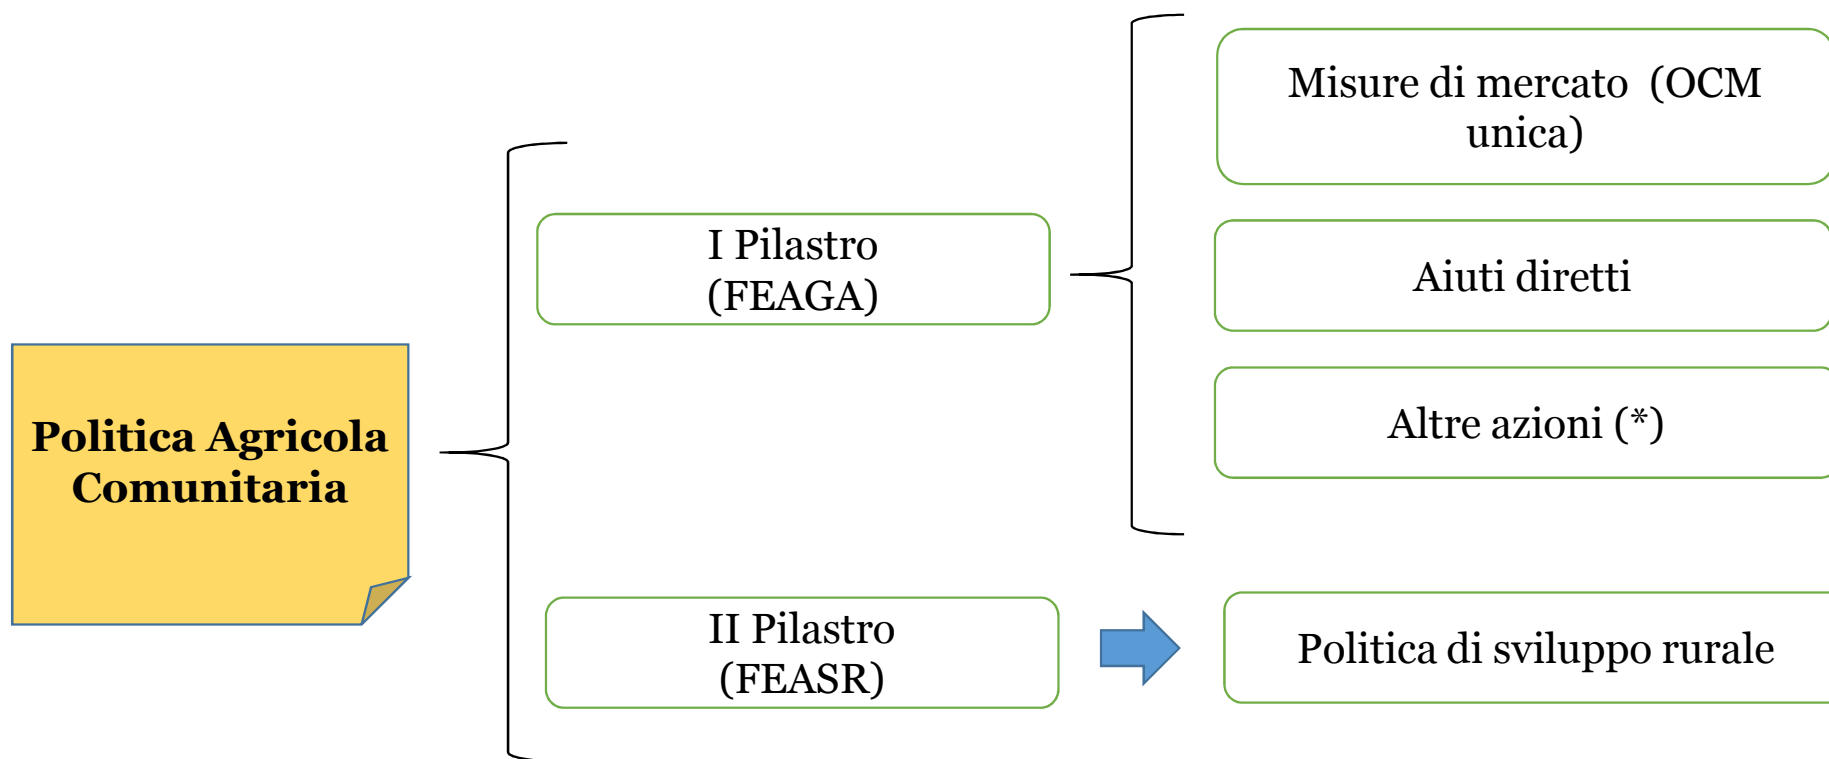 Politica Agricola
Comunitaria
I Pilastro
(FEAGA)
Misure di mercato  (OCM
unica)
Aiuti diretti
Altre azioni (*)
II Pilastro
(FEASR)
Politica di sviluppo rurale